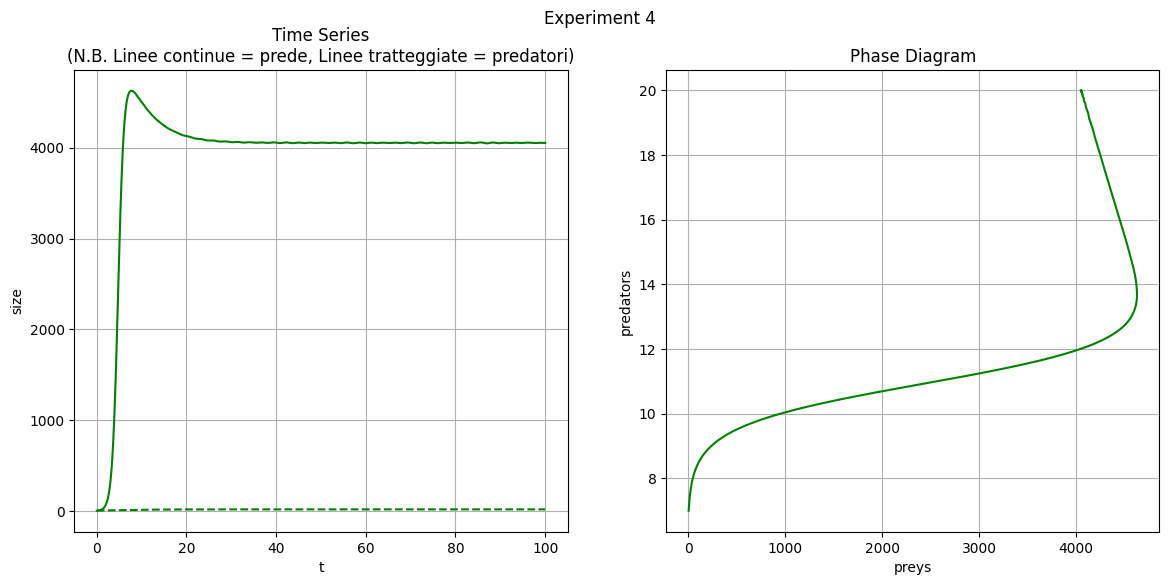 Experiment 4
Time Series
(N.B. Linee continue = prede, Linee tratteggiate = predatori)
size
4000
3000
2000
1000
0
0 20 40 60 80 100
t
Phase Diagram
predators
20
18
16
14
12
10
8
0 1000 2000 3000 4000
preys